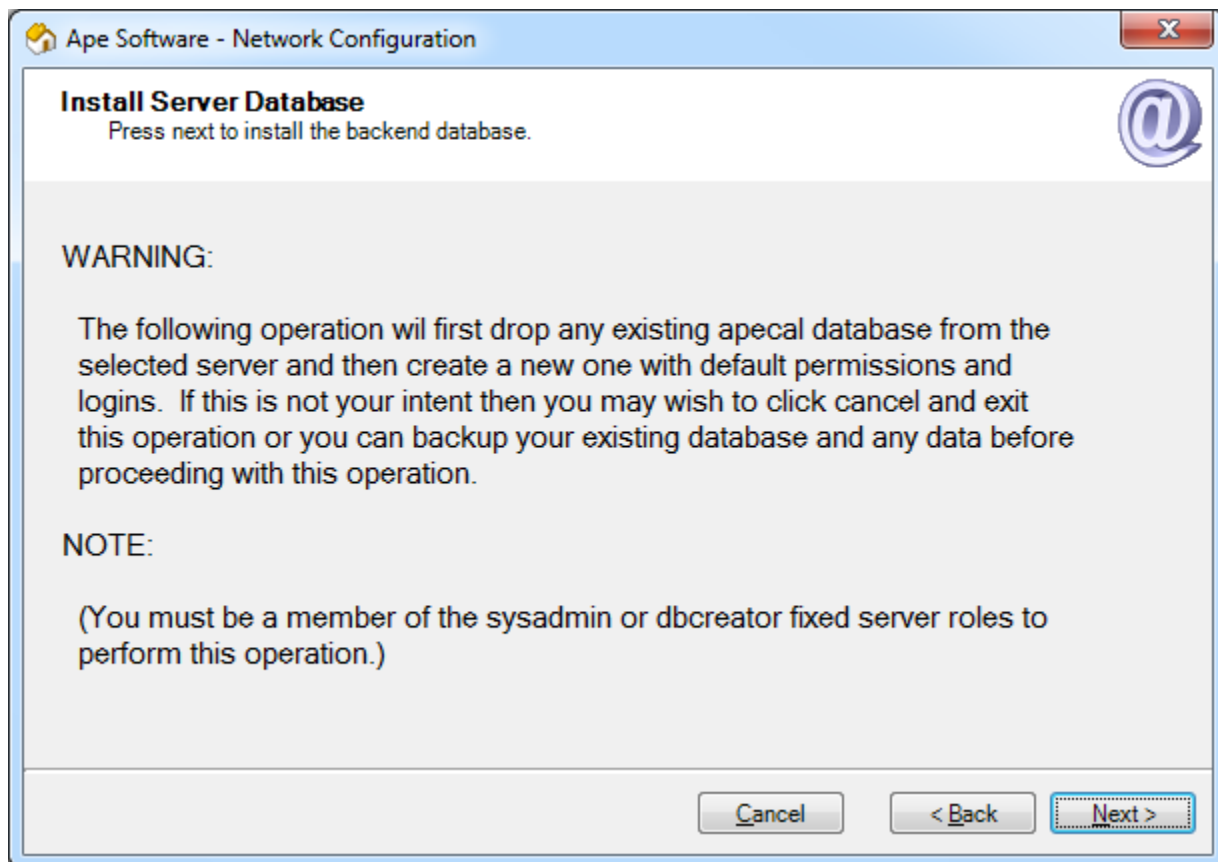 Ape Software - Network Configuration
Install Server Database
Press next to install the backend database.
WARNING:
The following operation wil first drop any existing apecal database from the
selected server and then create a new one with default permissions and
logins.  If this is not your intent then you may wish to click cancel and exit
this operation or you can backup your existing database and any data before
proceeding with this operation.
NOTE:
(You must be a member of the sysadmin or dbcreator fixed server roles to
perform this operation.)
Cancel
< Back
Next >